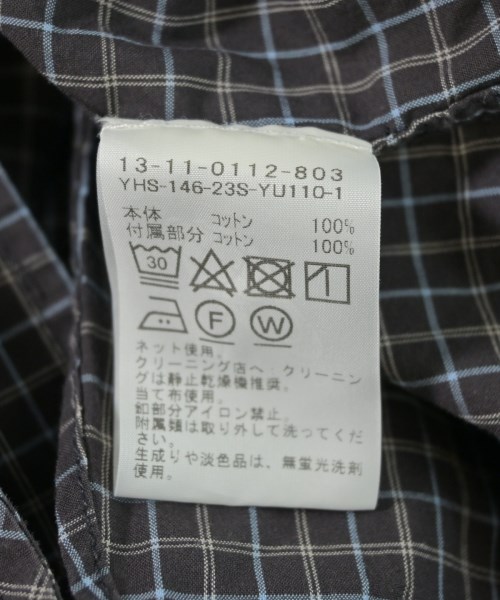 13-11-0112-803
YHS-146-23S-YU110-1
本体 コットン 100%
付属部分 コットン 100%
30
F W
ネット使用。
クリーニング店へ クリーニン
グは静止乾燥機推奨。
当て布使用。
釦部分アイロン禁止。
附属類は取り外して洗ってくだ
さい。
生成りや淡色品は、無蛍光洗剤
使用。